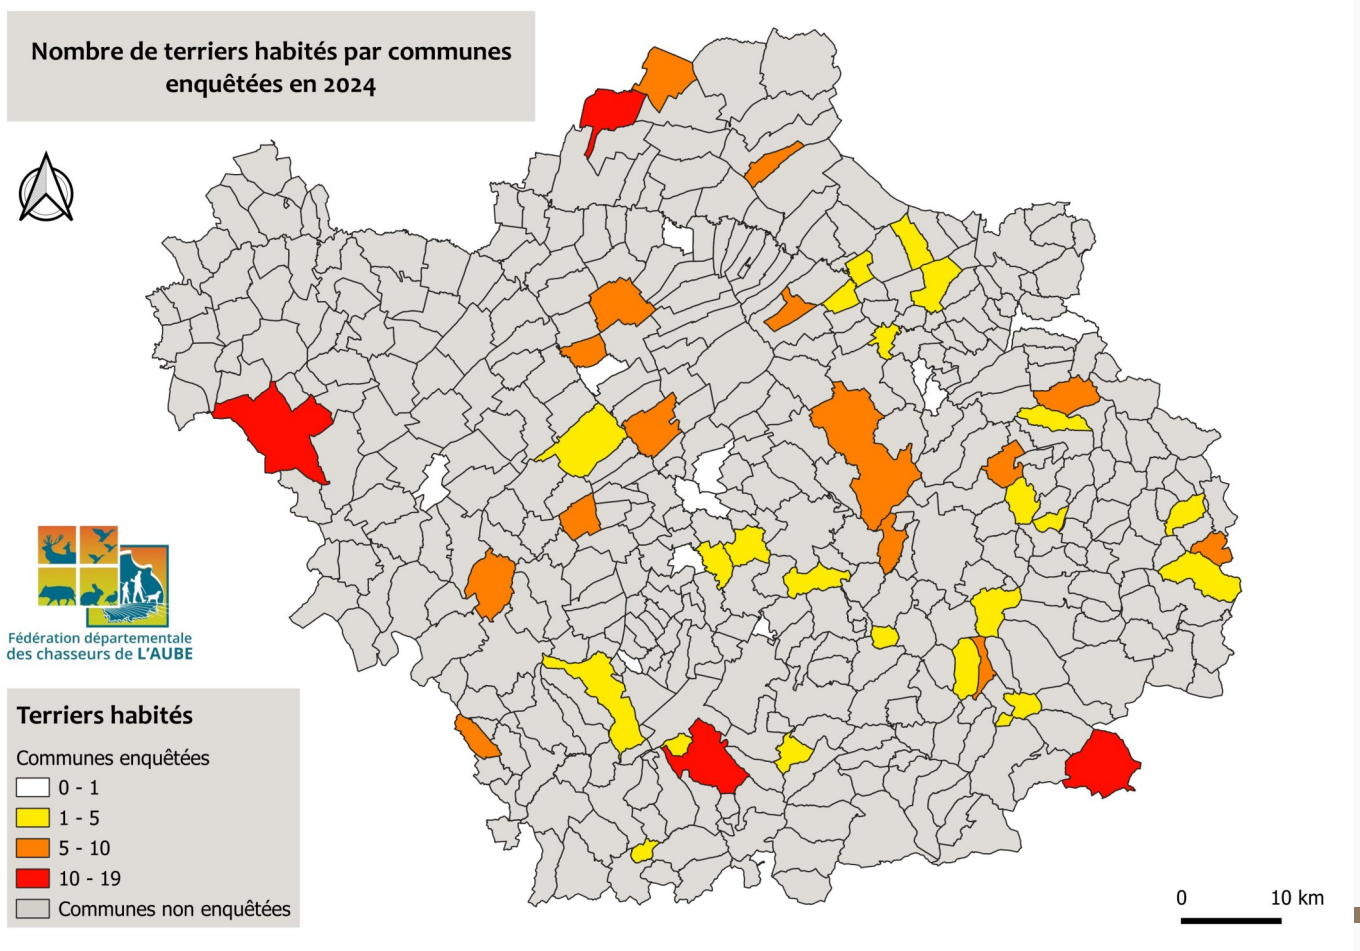 Nombre de terriers habités par communes
enquêtées en 2024
Fédération départementale
des chasseurs de L'AUBE
Terriers habités
Communes enquêtées
0 - 1
1 - 5
5 - 10
10 - 19
Communes non enquêtées
0 10 km